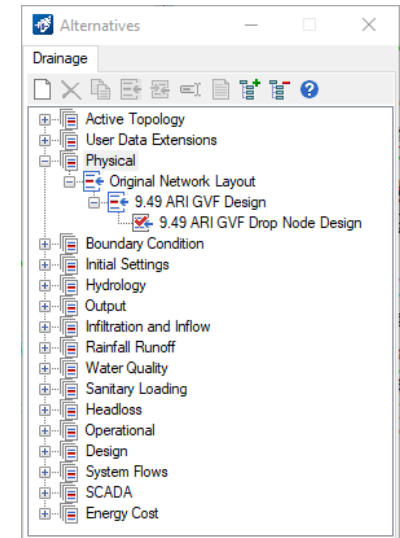 Alternatives
Drainage
Active Topology
User Data Extensions
Physical
Original Network Layout
9.49 ARI GVF Design
9.49 ARI GVF Drop Node Design
Boundary Condition
Initial Settings
Hydrology
Output
Infiltration and Inflow
Rainfall Runoff
Water Quality
Sanitary Loading
Headloss
Operational
Design
System Flows
SCADA
Energy Cost